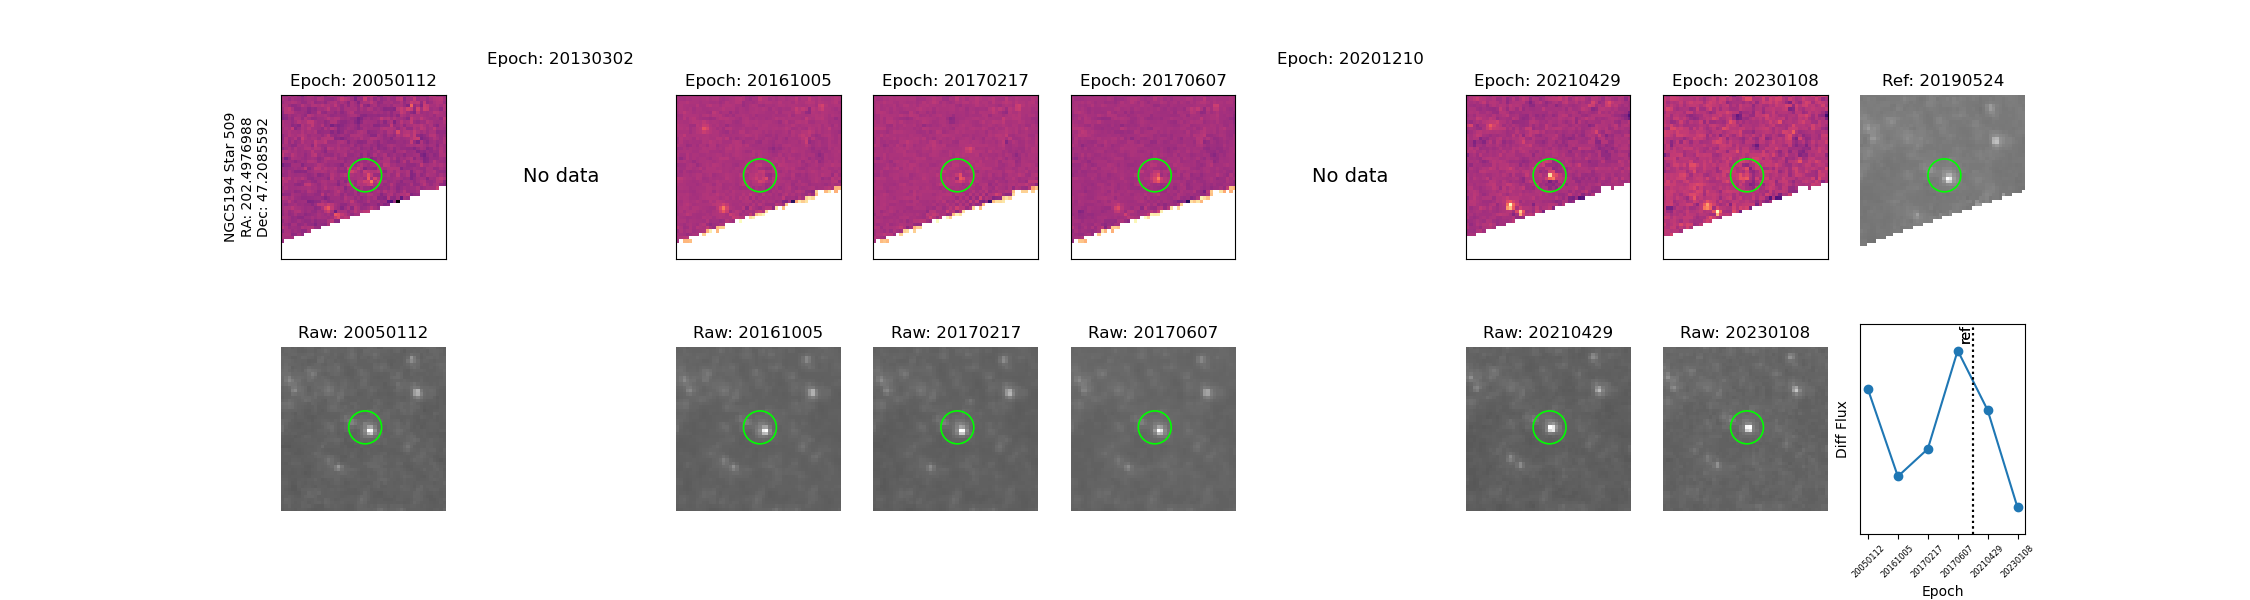 Epoch: 20130302
Epoch: 20201210
Epoch: 20050112
Epoch: 20161005
Epoch: 20170217
Epoch: 20170607
Epoch: 20210429
Epoch: 20230108
Ref: 20190524
NGC5194 Star 509
RA: 202.4976988
Dec: 47.2085592
No data
No data
Raw: 20050112
Raw: 20161005
Raw: 20170217
Raw: 20170607
Raw: 20210429
Raw: 20230108
ref
Diff Flux
20050112
20161005
20170217
20170607
20210429
20230108
Epoch